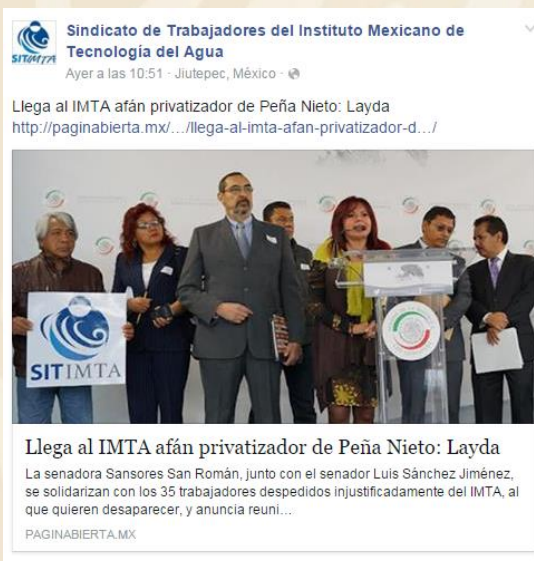 Sindicato de Trabajadores del Instituto Mexicano de
Tecnología del Agua
SITIMTA
Ayer a las 10:51 · Jiutepec, México ·
Llega al IMTA afán privatizador de Peña Nieto: Layda
http://paginabierta.mx/.../llega-al-imta-afan-privatizador-d.../
SITIMTA
Llega al IMTA afán privatizador de Peña Nieto: Layda
La senadora Sansores San Román, junto con el senador Luis Sánchez Jiménez,
se solidarizan con los 35 trabajadores despedidos injustificadamente del IMTA, al
que quieren desaparecer, y anuncia reuni...
PAGINABIERTA.MX